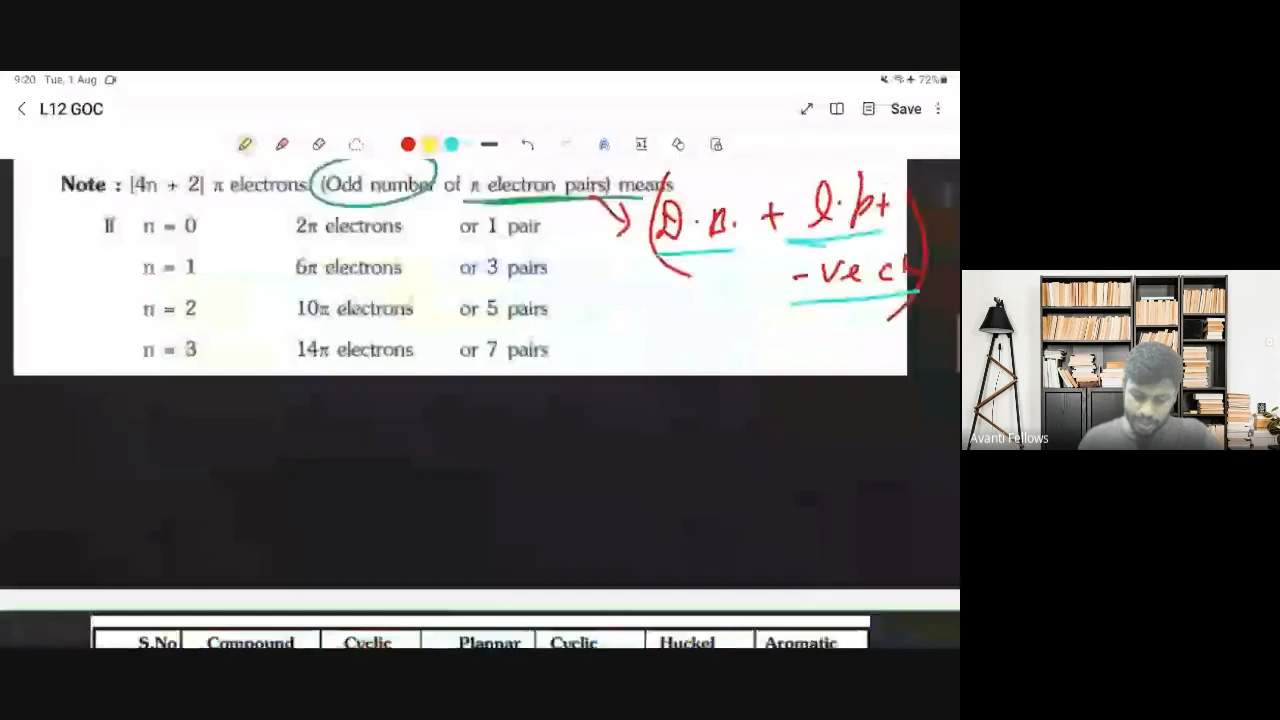 9:20 Tue, 1 Aug
72%
L12 GOC
Save
Note : [4n + 2] π electrons (Odd number of π electron pairs) means
If n = 0 2π electrons or 1 pair
n = 1 6π electrons or 3 pairs
n = 2 10π electrons or 5 pairs
n = 3 14π electrons or 7 pairs
+ l.p +
-ve
Avanti Fellows
S.No Compound Cyclic Plannar Cyclic Huckel Aromatic